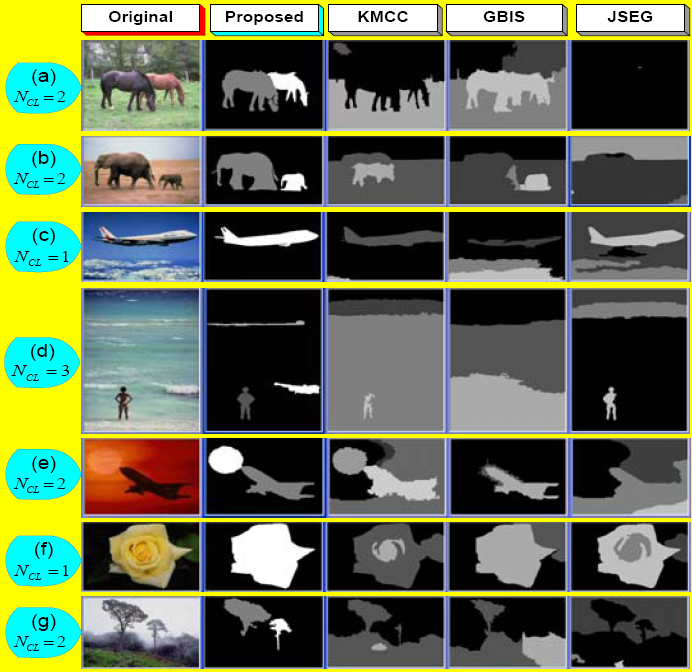 Original Proposed KMCC GBIS JSEG
(a)
N_CL = 2
(b)
N_CL = 2
(c)
N_CL = 1
(d)
N_CL = 3
(e)
N_CL = 2
(f)
N_CL = 1
(g)
N_CL = 2